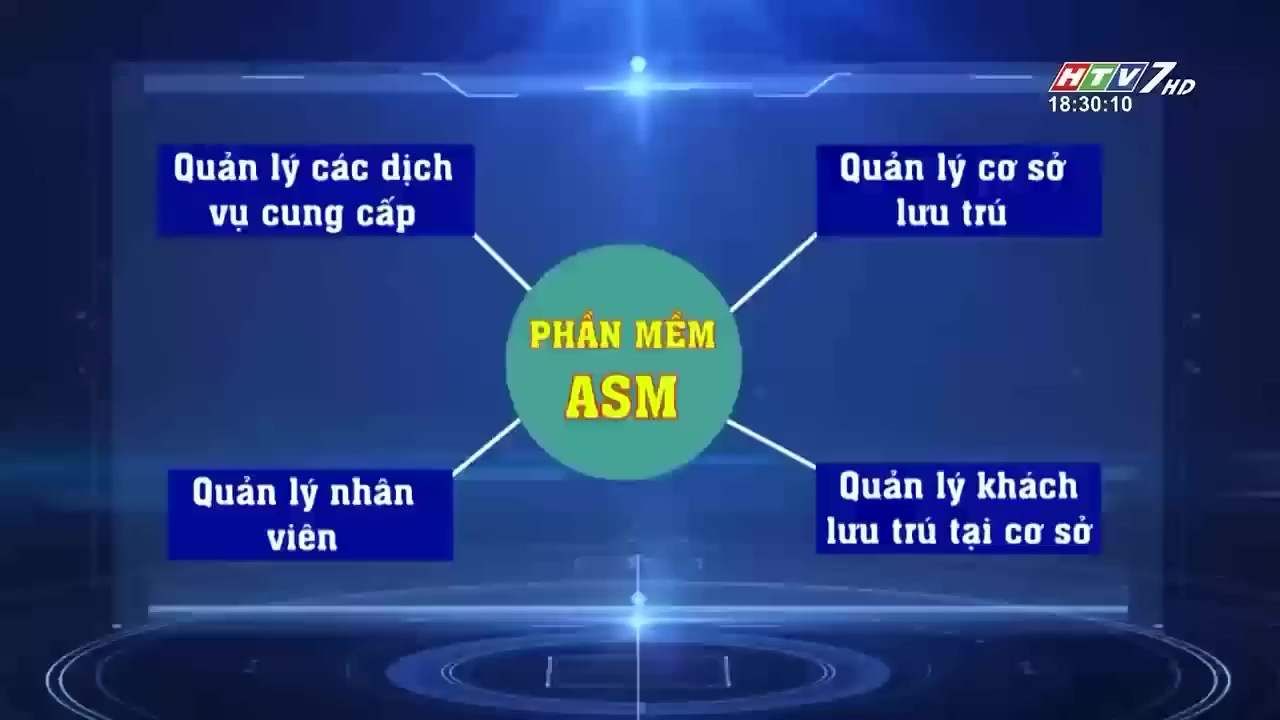 HTV7 HD
18:30:10
Quản lý các dịch
vụ cung cấp
Quản lý cơ sở
lưu trú
PHẦN MỀM
ASM
Quản lý nhân
viên
Quản lý khách
lưu trú tại cơ sở